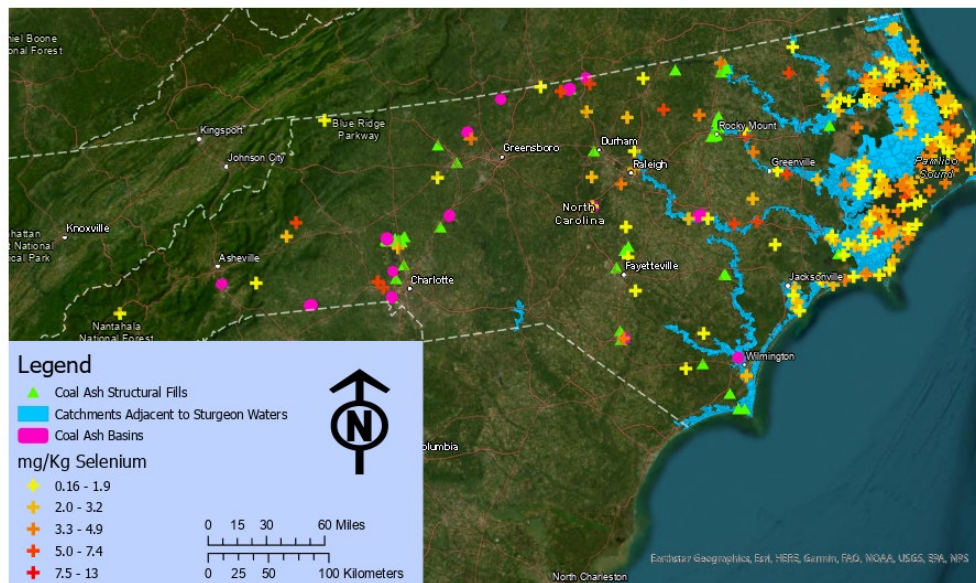 niel Boone
onal Forest
Kingsport
Johnson City
Blue Ridge
Parkway
Greensboro
Durham
Raleigh
Rocky Mount
Greenville
Pamlico
Sound
North
Carolina
Knoxville
nhattan
t National
ical Park
Asheville
Charlotte
Fayetteville
Jacksonville
Nantahala
National Forest
Wilmington
olumbia
North Charleston
Legend
Coal Ash Structural Fills
Catchments Adjacent to Sturgeon Waters
Coal Ash Basins
mg/Kg Selenium
0.16 - 1.9
2.0 - 3.2
3.3 - 4.9
5.0 - 7.4
7.5 - 13
N
0 15 30 60 Miles
0 25 50 100 Kilometers
Earthstar Geographics, Esri, HERE, Garmin, FAO, NOAA, USGS, EPA, NPS